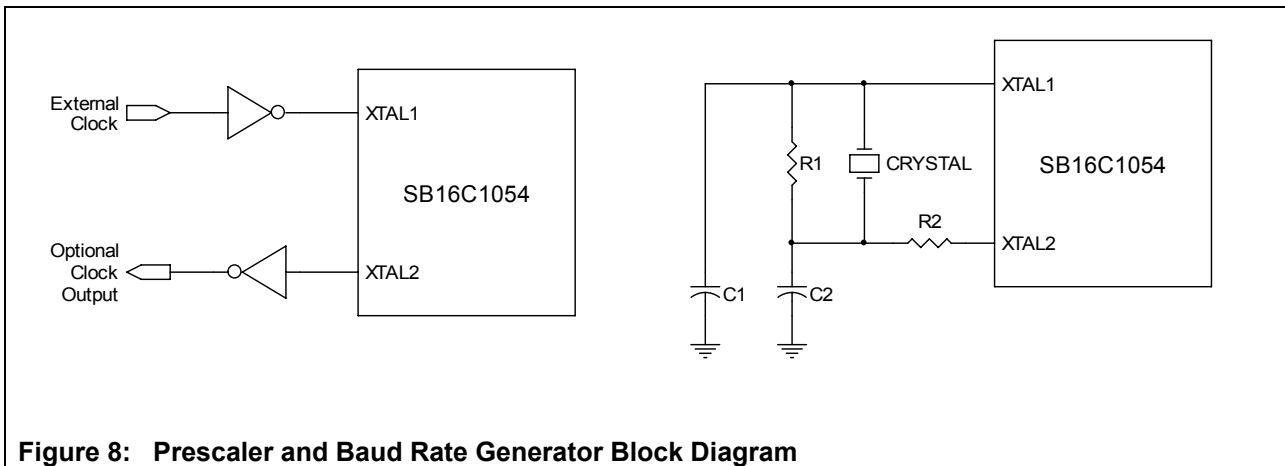 External
Clock
XTAL1
SB16C1054
Optional
Clock
Output
XTAL2
XTAL1
R1
CRYSTAL
SB16C1054
R2
XTAL2
C1
C2
Figure 8: Prescaler and Baud Rate Generator Block Diagram